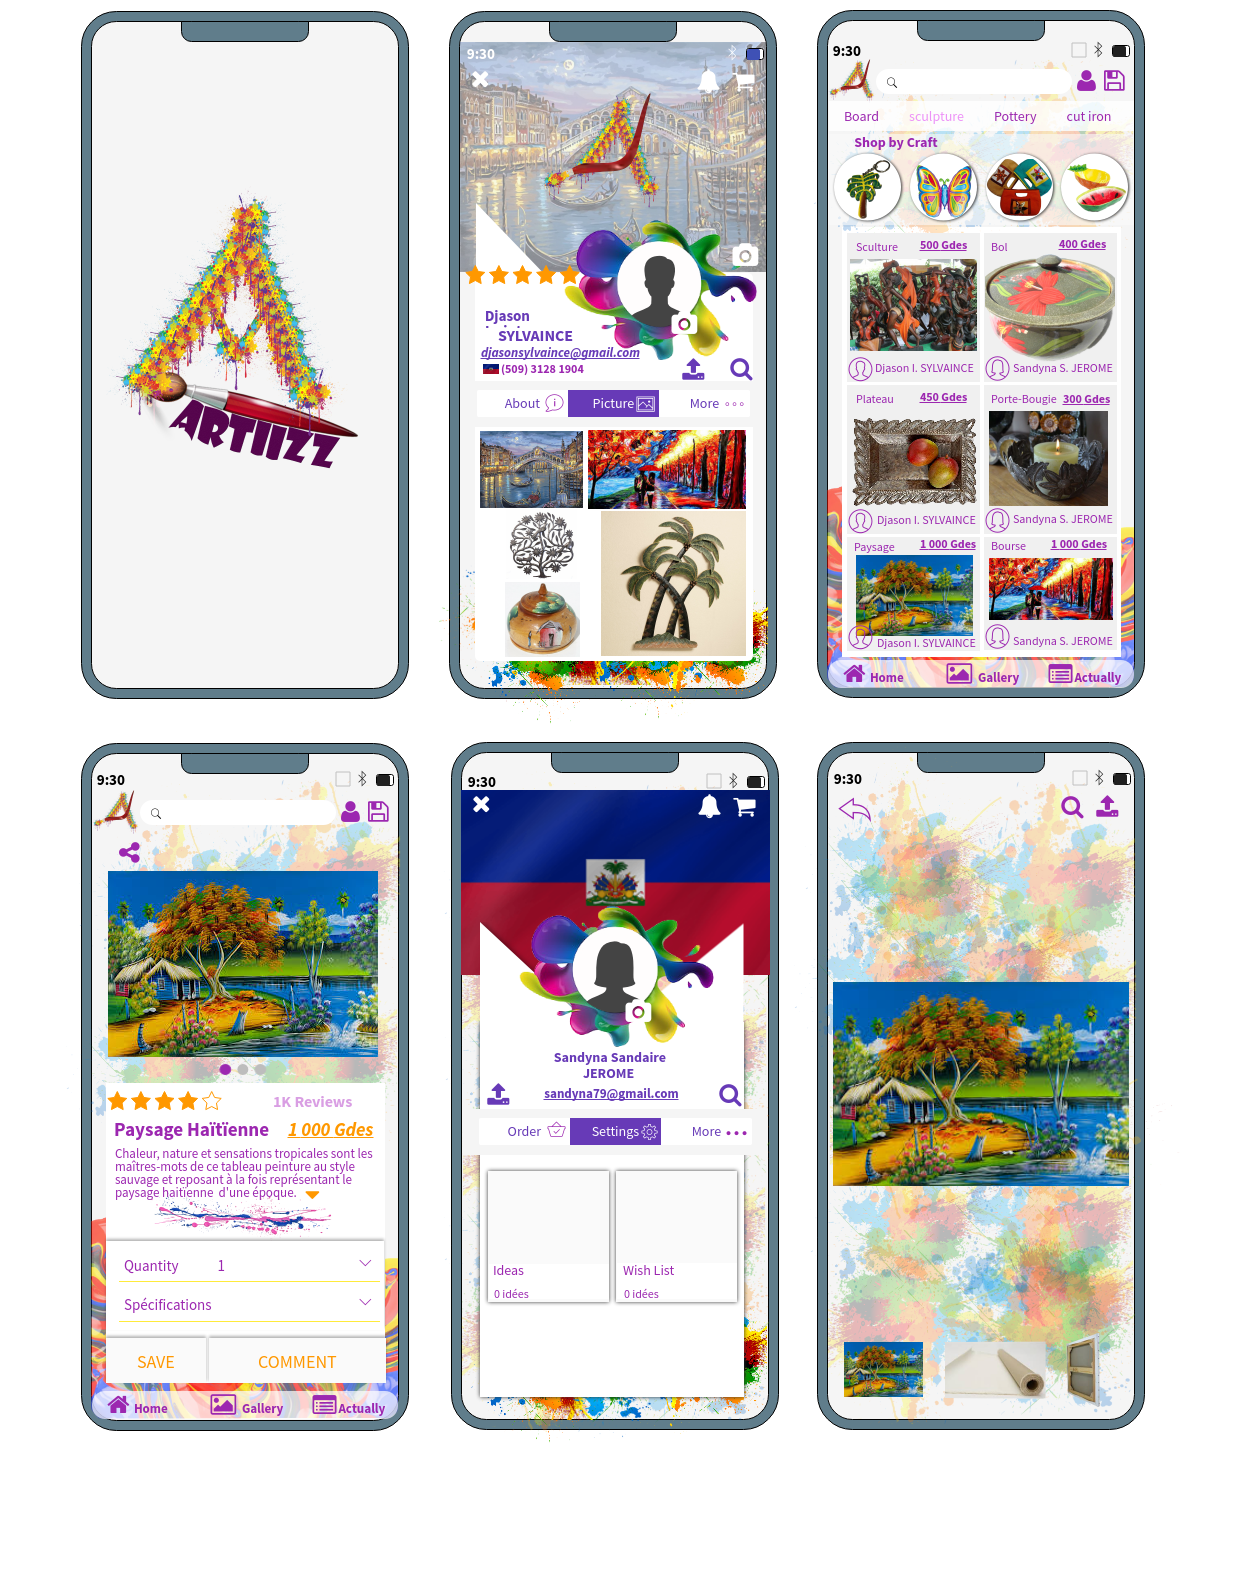 ARTIIZZ
9:30
Djason
SYLVAINCE
djasonsylvaince@gmail.com
(509) 3128 1904
About Picture More
9:30
Board sculpture Pottery cut iron
Shop by Craft
Sculture 500 Gdes Bol 400 Gdes
Djason I. SYLVAINCE Sandyna S. JEROME
Plateau 450 Gdes Porte-Bougie 300 Gdes
Djason I. SYLVAINCE Sandyna S. JEROME
Paysage 1 000 Gdes Bourse 1 000 Gdes
Djason I. SYLVAINCE Sandyna S. JEROME
Home Gallery Actually
9:30
1K Reviews
Paysage Haïtïenne 1 000 Gdes
Chaleur, nature et sensations tropicales sont les
maîtres-mots de ce tableau peinture au style
sauvage et reposant à la fois représentant le
paysage haïtienne d'une époque.
Quantity 1
Spécifications
SAVE COMMENT
Home Gallery Actually
9:30
Sandyna Sandaire
JEROME
sandyna79@gmail.com
Order Settings More
Ideas Wish List
0 idées 0 idées
9:30